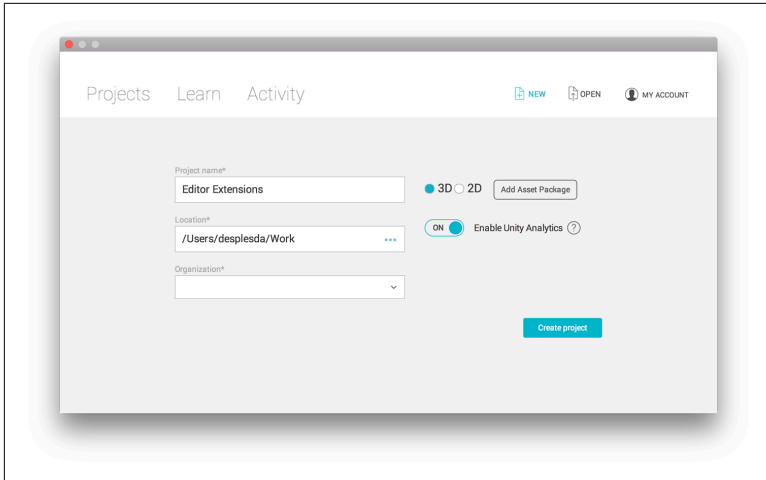 Projects Learn Activity NEW OPEN MY ACCOUNT
Project name*
Editor Extensions
3D 2D Add Asset Package
Location*
/Users/desplesda/Work
ON Enable Unity Analytics ?
Organization*
Create project